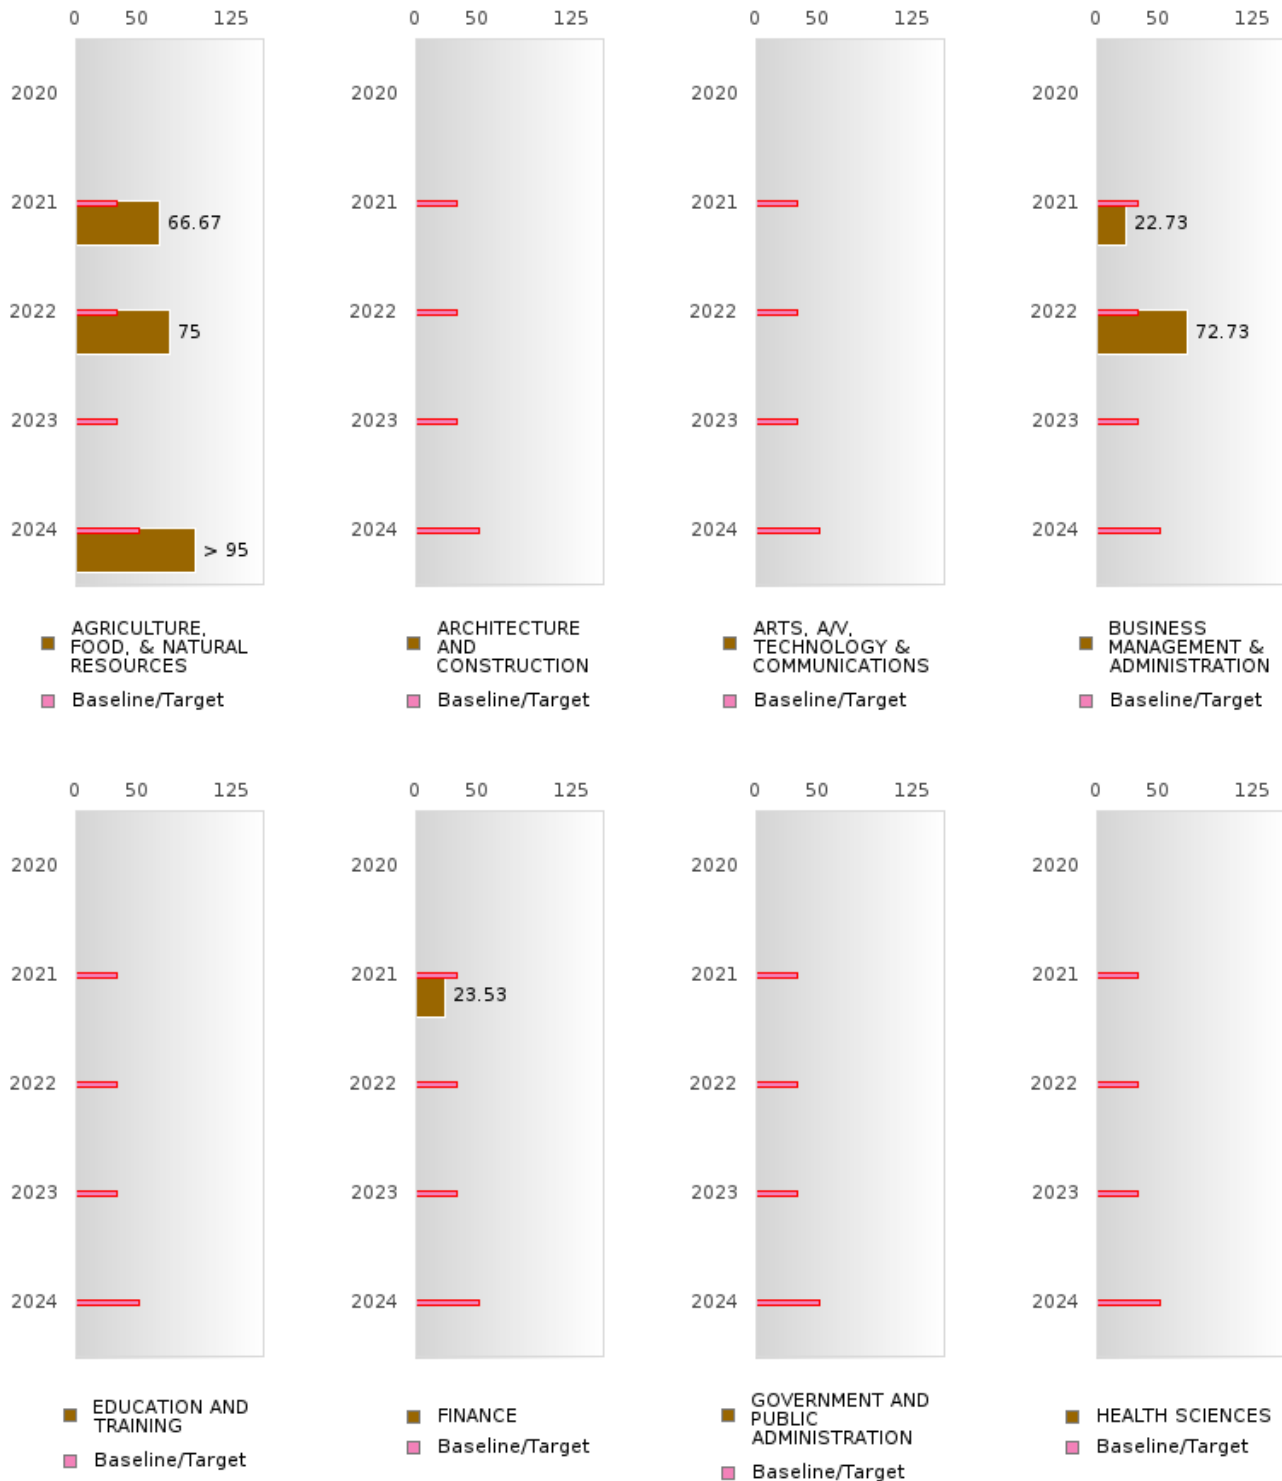 0 50 125
2020
2021
66.67
2022
75
2023
2024
> 95
AGRICULTURE,
FOOD, & NATURAL
RESOURCES
Baseline/Target
0 50 125
2020
2021
2022
2023
2024
ARCHITECTURE
AND
CONSTRUCTION
Baseline/Target
0 50 125
2020
2021
2022
2023
2024
ARTS, A/V,
TECHNOLOGY &
COMMUNICATIONS
Baseline/Target
0 50 125
2020
2021
22.73
2022
72.73
2023
2024
BUSINESS
MANAGEMENT &
ADMINISTRATION
Baseline/Target
0 50 125
2020
2021
2022
2023
2024
EDUCATION AND
TRAINING
Baseline/Target
0 50 125
2020
2021
23.53
2022
2023
2024
FINANCE
Baseline/Target
0 50 125
2020
2021
2022
2023
2024
GOVERNMENT AND
PUBLIC
ADMINISTRATION
Baseline/Target
0 50 125
2020
2021
2022
2023
2024
HEALTH SCIENCES
Baseline/Target